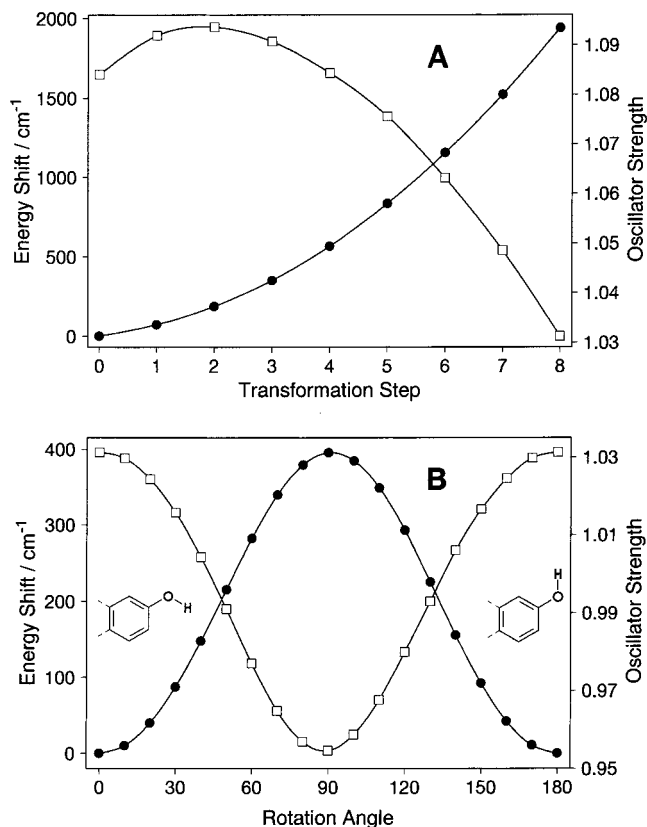 A
2000
1500
1000
500
0
Energy Shift / cm⁻¹
1.09
1.08
1.07
1.06
1.05
1.04
1.03
Oscillator Strength
0 1 2 3 4 5 6 7 8
Transformation Step
B
400
300
200
100
0
Energy Shift / cm⁻¹
O
H
H
O
1.03
1.01
0.99
0.97
0.95
Oscillator Strength
0 30 60 90 120 150 180
Rotation Angle